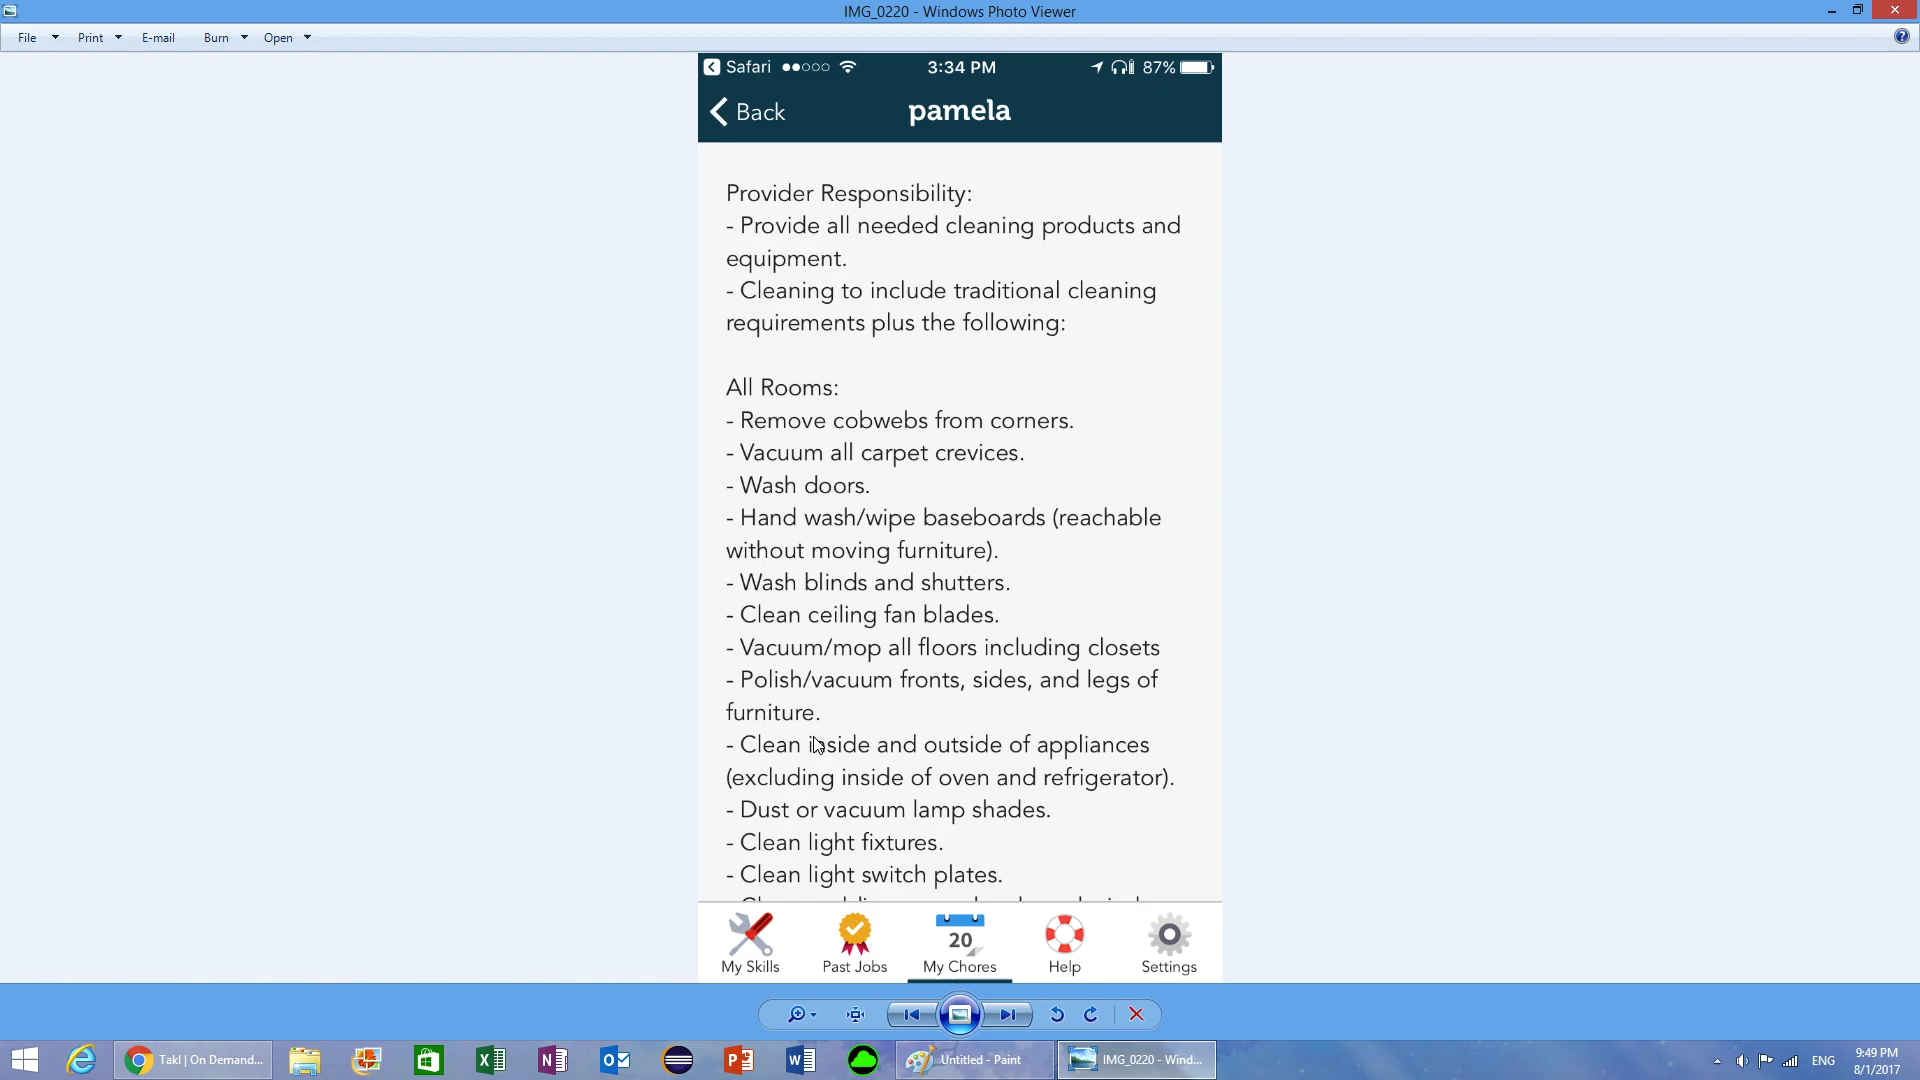 IMG_0220 - Windows Photo Viewer
File Print E-mail Burn Open
Safari 3:34 PM 87%
Back pamela
Provider Responsibility:
- Provide all needed cleaning products and
equipment.
- Cleaning to include traditional cleaning
requirements plus the following:
All Rooms:
- Remove cobwebs from corners.
- Vacuum all carpet crevices.
- Wash doors.
- Hand wash/wipe baseboards (reachable
without moving furniture).
- Wash blinds and shutters.
- Clean ceiling fan blades.
- Vacuum/mop all floors including closets
- Polish/vacuum fronts, sides, and legs of
furniture.
- Clean inside and outside of appliances
(excluding inside of oven and refrigerator).
- Dust or vacuum lamp shades.
- Clean light fixtures.
- Clean light switch plates.
20
My Skills Past Jobs My Chores Help Settings
Takl | On Demand... Untitled - Paint IMG_0220 - Wind... ENG 9:49 PM
8/1/2017